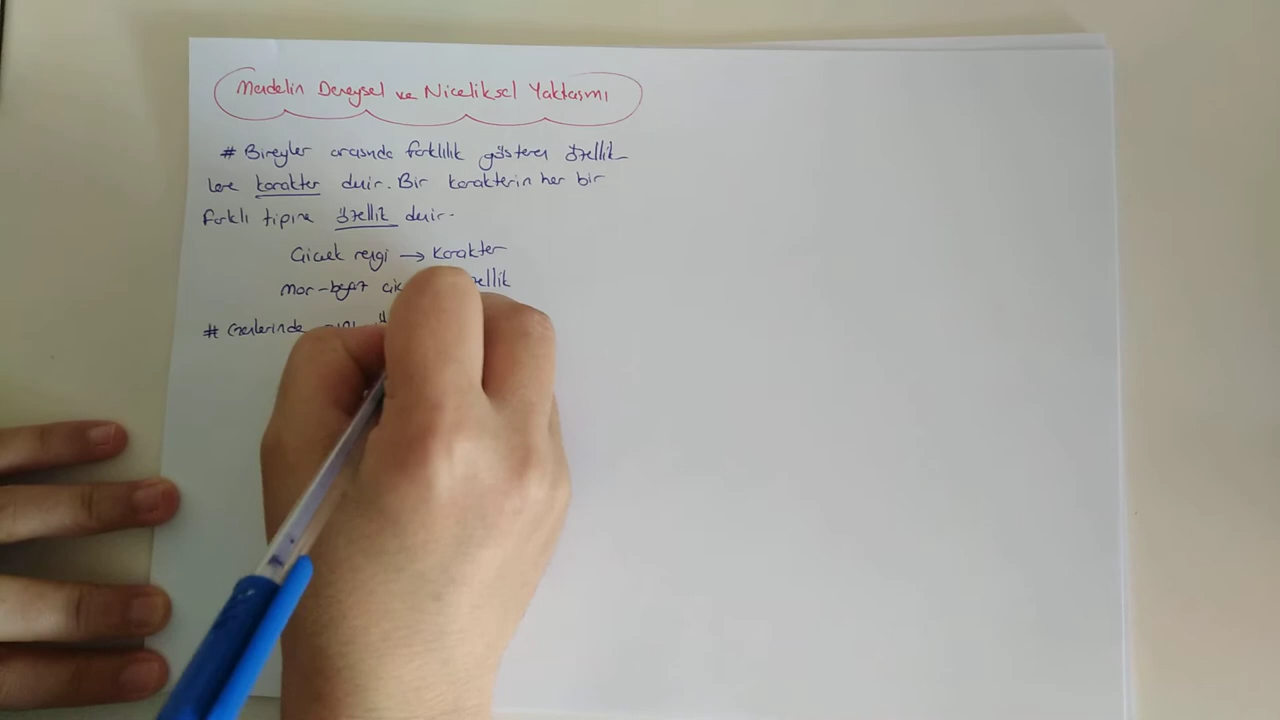 Mendelin Deneysel ve Niceliksel Yaklaşımı
# Bireyler arasında farklılık gösteren özellik
lere karakter denir. Bir karakterin her bir
farklı tipine özellik denir.
Çiçek rengi → Karakter
Mor-beyaz
# Genlerinde